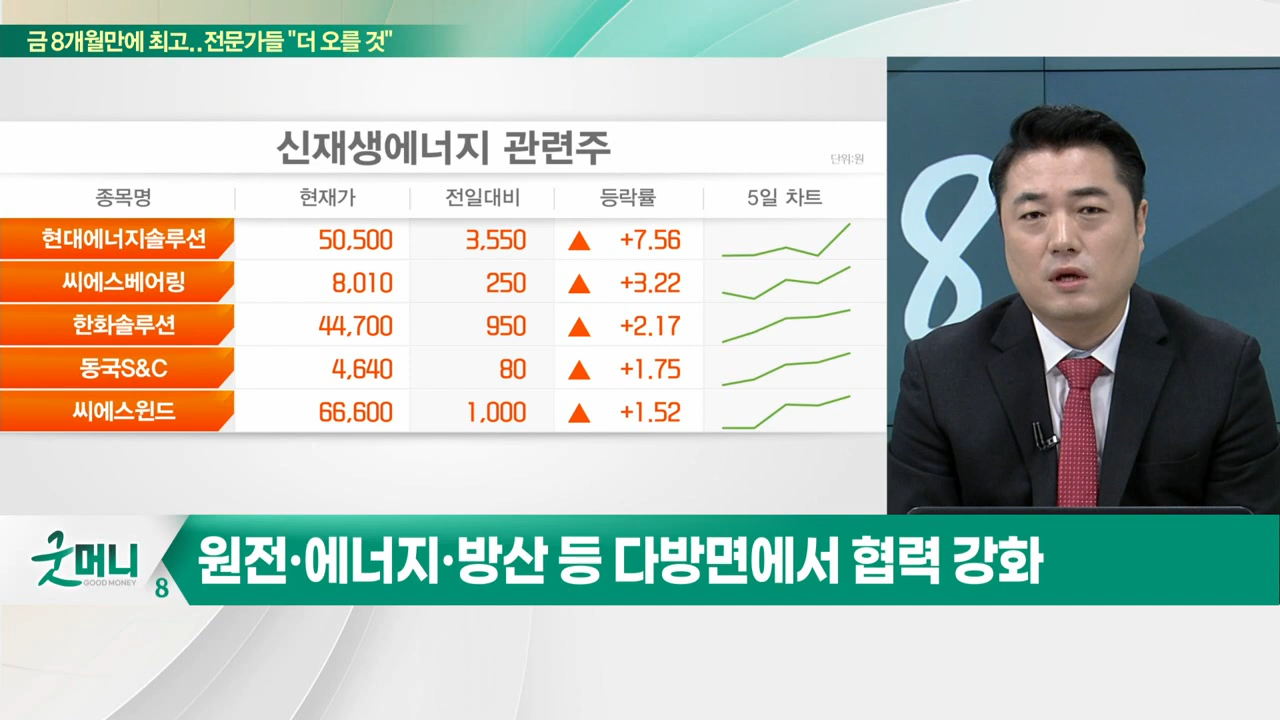 금 8개월만에 최고..전문가들 "더 오를 것"
신재생에너지 관련주
단위:원
종목명 현재가 전일대비 등락률 5일 차트
현대에너지솔루션 50,500 3,550 ▲ +7.56
씨에스베어링 8,010 250 ▲ +3.22
한화솔루션 44,700 950 ▲ +2.17
동국S&C 4,640 80 ▲ +1.75
씨에스윈드 66,600 1,000 ▲ +1.52
8
굿머니
GOOD MONEY
8
원전·에너지·방산 등 다방면에서 협력 강화